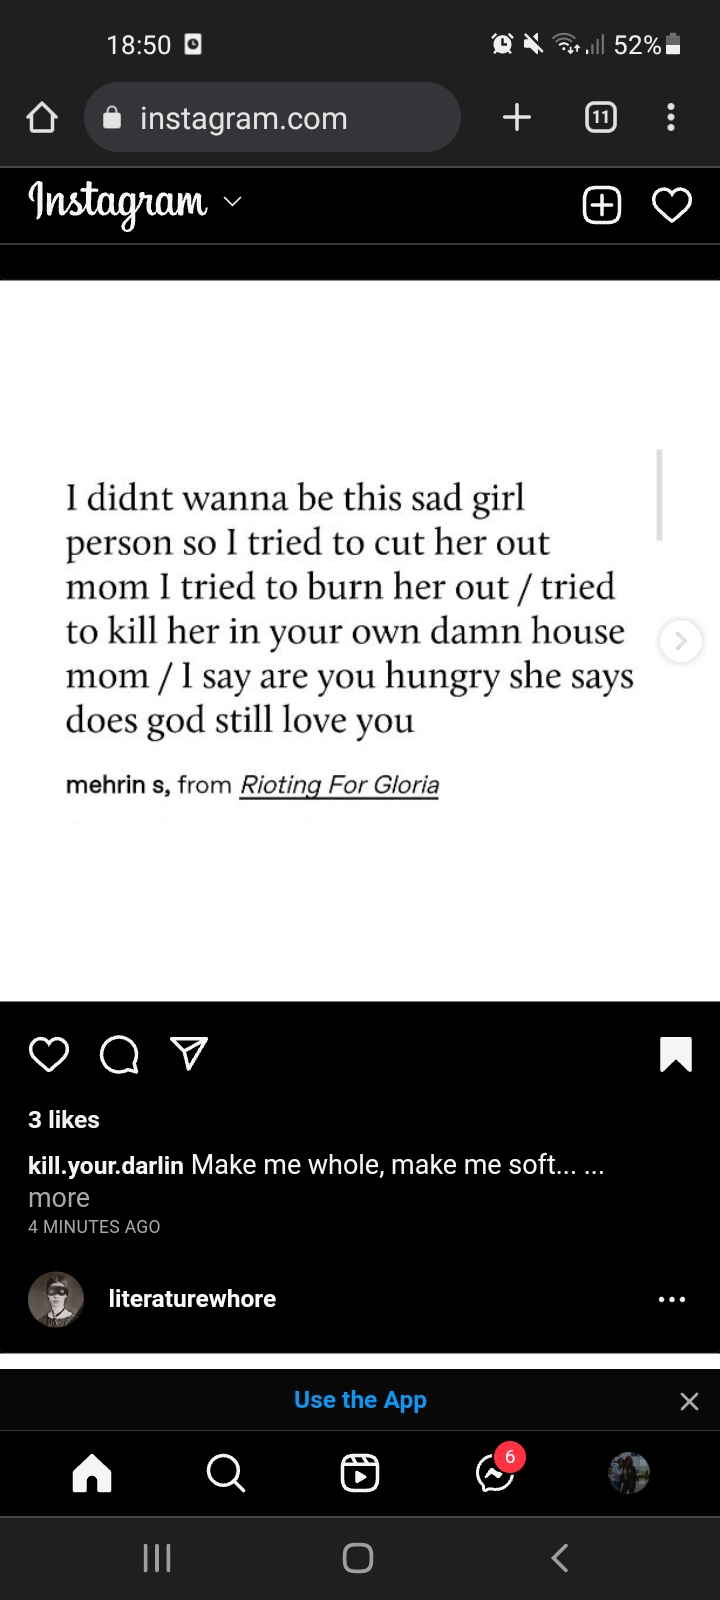 18:50 52%
instagram.com 11
Instagram
I didnt wanna be this sad girl
person so I tried to cut her out
mom I tried to burn her out / tried
to kill her in your own damn house
mom / I say are you hungry she says
does god still love you
mehrin s, from Rioting For Gloria
3 likes
kill.your.darlin Make me whole, make me soft... ...
more
4 MINUTES AGO
literaturewhore
Use the App
6